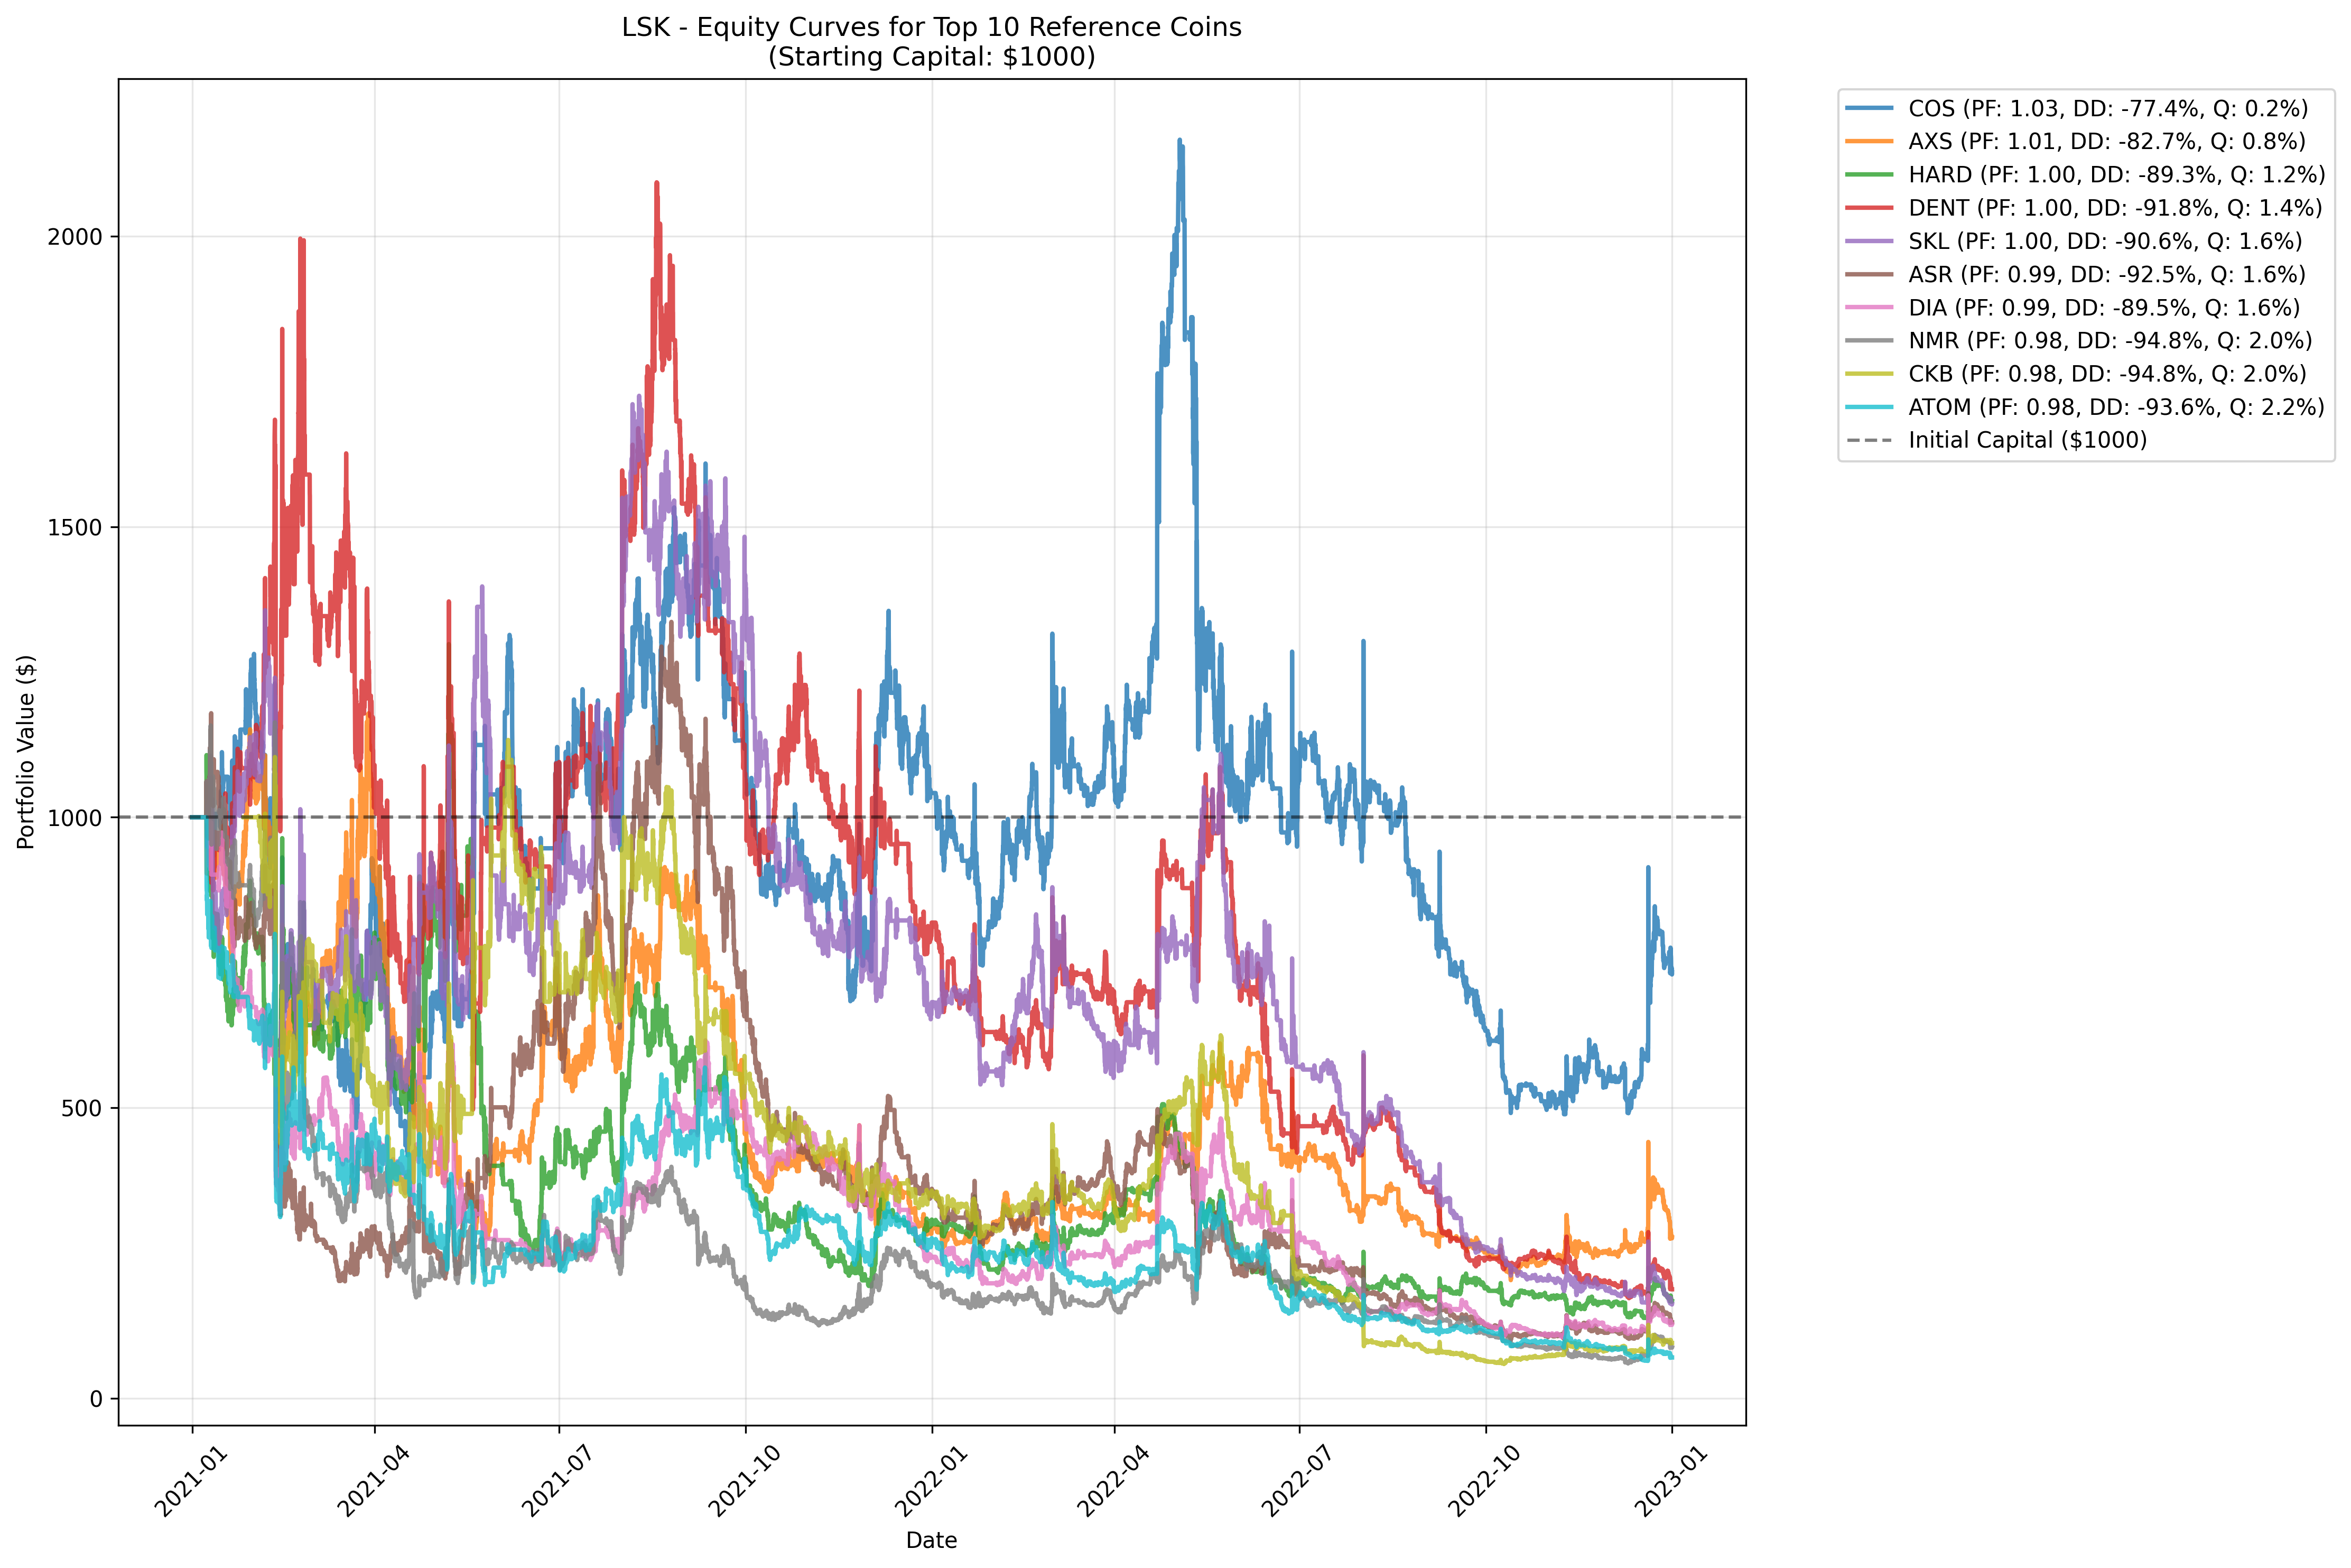 LSK - Equity Curves for Top 10 Reference Coins
(Starting Capital: $1000)
COS (PF: 1.03, DD: -77.4%, Q: 0.2%)
AXS (PF: 1.01, DD: -82.7%, Q: 0.8%)
HARD (PF: 1.00, DD: -89.3%, Q: 1.2%)
DENT (PF: 1.00, DD: -91.8%, Q: 1.4%)
SKL (PF: 1.00, DD: -90.6%, Q: 1.6%)
ASR (PF: 0.99, DD: -92.5%, Q: 1.6%)
DIA (PF: 0.99, DD: -89.5%, Q: 1.6%)
NMR (PF: 0.98, DD: -94.8%, Q: 2.0%)
CKB (PF: 0.98, DD: -94.8%, Q: 2.0%)
ATOM (PF: 0.98, DD: -93.6%, Q: 2.2%)
Initial Capital ($1000)
Portfolio Value ($)
2000
1500
1000
500
0
2021-01
2021-04
2021-07
2021-10
2022-01
2022-04
2022-07
2022-10
2023-01
Date